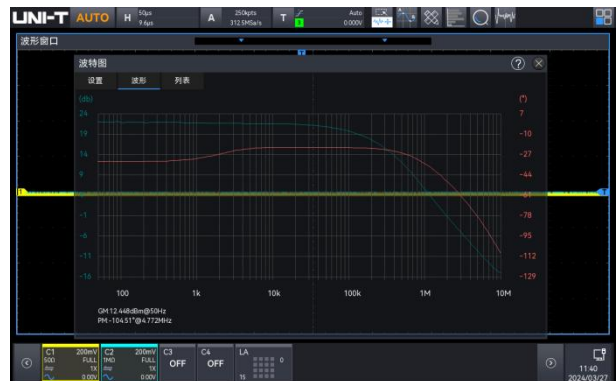 UNI-T AUTO H 50µs 9.6µs A 250kpts 312.5MSa/s T 1 Auto 0.000V
波形窗口
T
波特图
设置 波形 列表
(db) (°)
24 7
19 -10
14 -27
9 -44
-61
-1 -78
-6 -95
-11 -112
-16 -129
100 1k 10k 100k 1M 10M
GM:12.448dBm@50Hz
PM:-104.51°@4.772MHz
1 T
C1 200mV C2 200mV C3 C4 LA
50Ω FULL 1MΩ FULL OFF OFF 0
1X 1X
0.00V 0.00V 15
11:40
2024/03/27